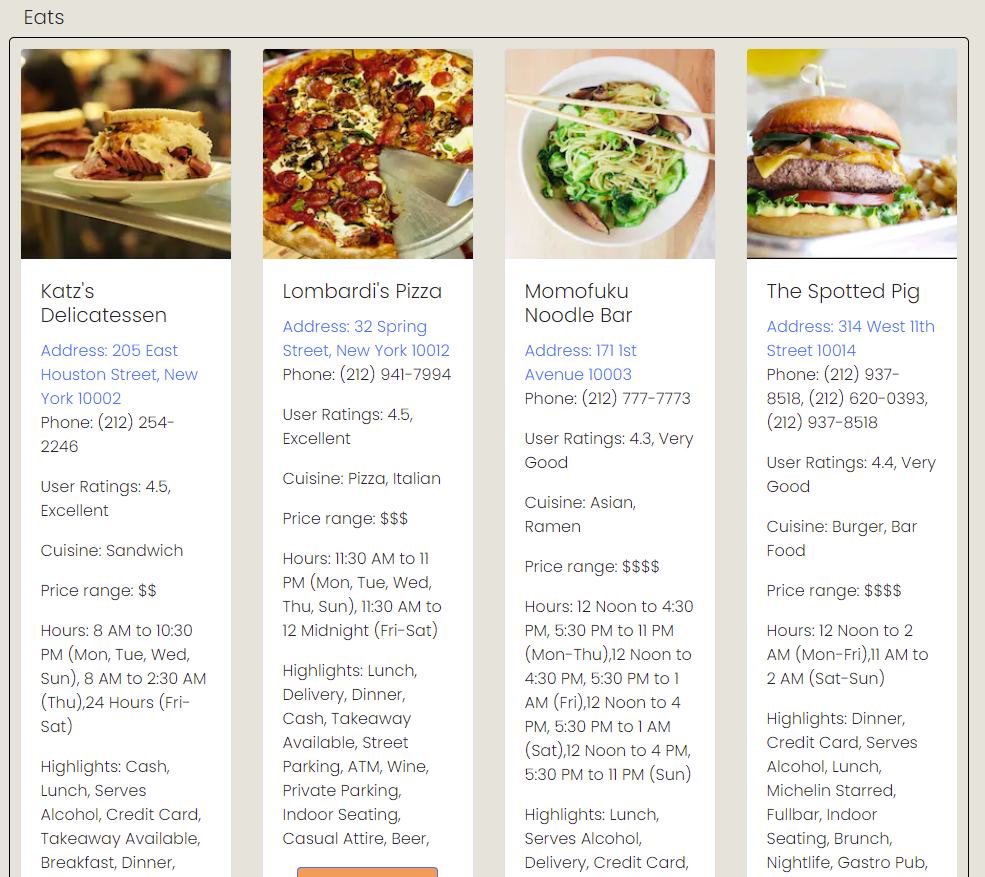 Eats
Katz's
Delicatessen
Address: 205 East
Houston Street, New
York 10002
Phone: (212) 254-
2246
User Ratings: 4.5,
Excellent
Cuisine: Sandwich
Price range: $$
Hours: 8 AM to 10:30
PM (Mon, Tue, Wed,
Sun), 8 AM to 2:30 AM
(Thu),24 Hours (Fri-
Sat)
Highlights: Cash,
Lunch, Serves
Alcohol, Credit Card,
Takeaway Available,
Breakfast, Dinner,
Lombardi's Pizza
Address: 32 Spring
Street, New York 10012
Phone: (212) 941-7994
User Ratings: 4.5,
Excellent
Cuisine: Pizza, Italian
Price range: $$$
Hours: 11:30 AM to 11
PM (Mon, Tue, Wed,
Thu, Sun), 11:30 AM to
12 Midnight (Fri-Sat)
Highlights: Lunch,
Delivery, Dinner,
Cash, Takeaway
Available, Street
Parking, ATM, Wine,
Private Parking,
Indoor Seating,
Casual Attire, Beer,
Momofuku
Noodle Bar
Address: 171 1st
Avenue 10003
Phone: (212) 777-7773
User Ratings: 4.3, Very
Good
Cuisine: Asian,
Ramen
Price range: $$$$
Hours: 12 Noon to 4:30
PM, 5:30 PM to 11 PM
(Mon-Thu),12 Noon to
4:30 PM, 5:30 PM to 1
AM (Fri),12 Noon to 4
PM, 5:30 PM to 1 AM
(Sat),12 Noon to 4 PM,
5:30 PM to 11 PM (Sun)
Highlights: Lunch,
Serves Alcohol,
Delivery, Credit Card,
The Spotted Pig
Address: 314 West 11th
Street 10014
Phone: (212) 937-
8518, (212) 620-0393,
(212) 937-8518
User Ratings: 4.4, Very
Good
Cuisine: Burger, Bar
Food
Price range: $$$$
Hours: 12 Noon to 2
AM (Mon-Fri),11 AM to
2 AM (Sat-Sun)
Highlights: Dinner,
Credit Card, Serves
Alcohol, Lunch,
Michelin Starred,
Fullbar, Indoor
Seating, Brunch,
Nightlife, Gastro Pub,